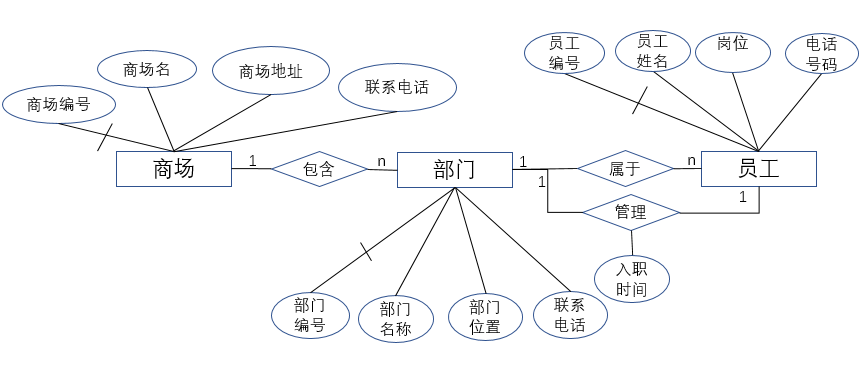 商场编号
商场名
商场地址
联系电话
员工
编号
员工
姓名
岗位
电话
号码
商场
1
包含
n
部门
1
属于
n
员工
1
管理
1
入职
时间
部门
编号
部门
名称
部门
位置
联系
电话